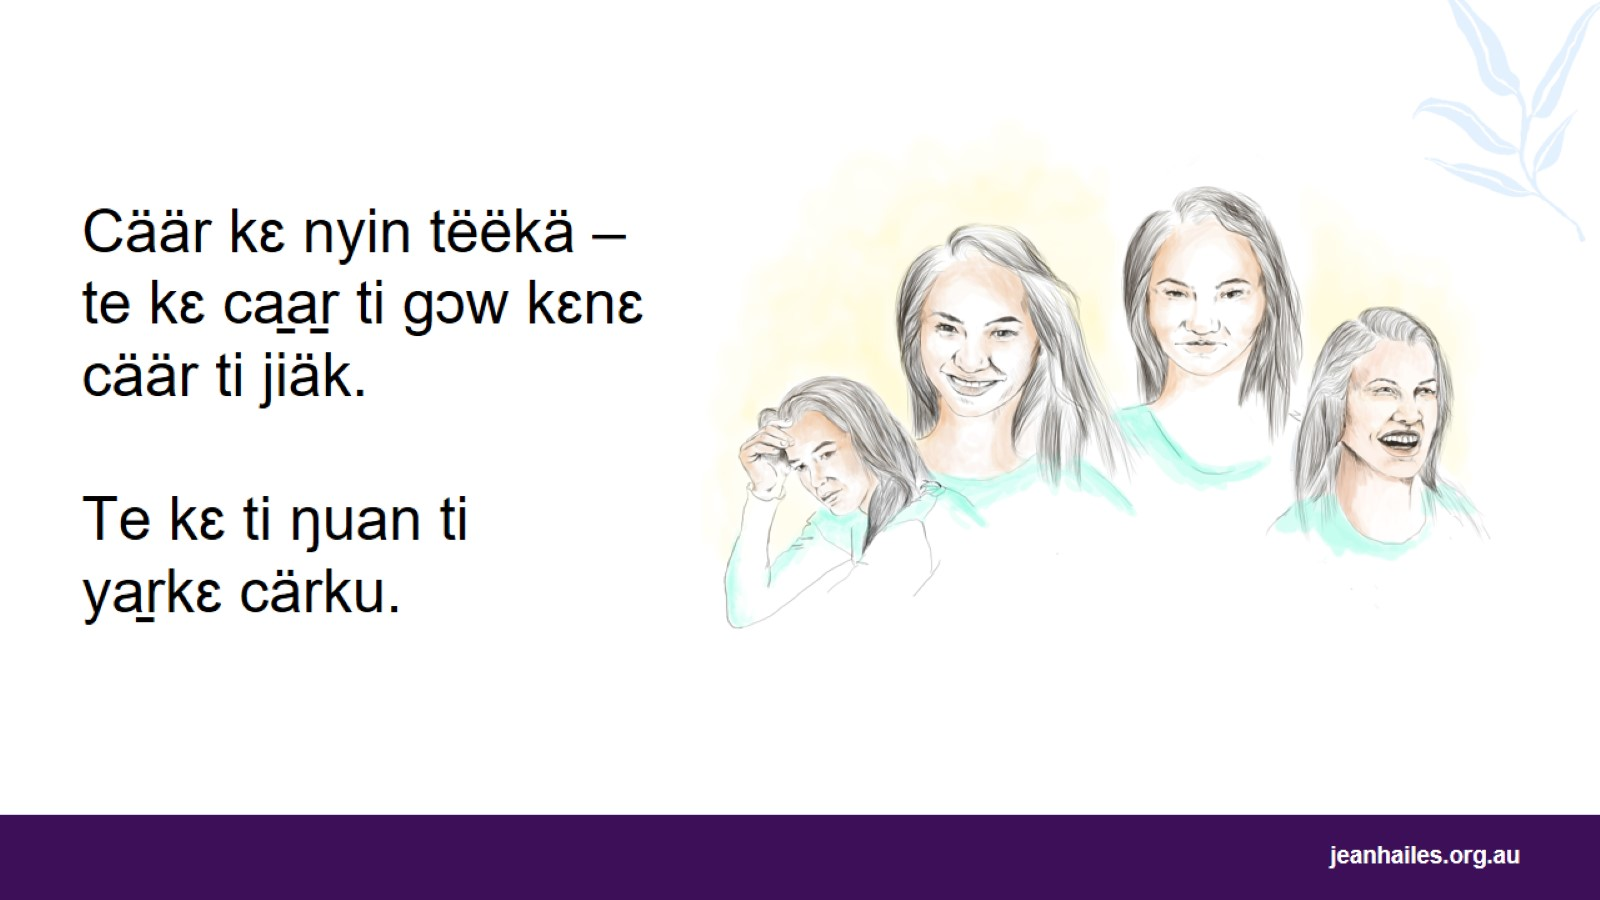 Cäär kɛ nyin tëëkä –
te kɛ ca̱a̱r ti gɔw kɛnɛ
cäär ti jiäk.
Te kɛ ti ŋuan ti
ya̱rkɛ cärku.
jeanhailes.org.au